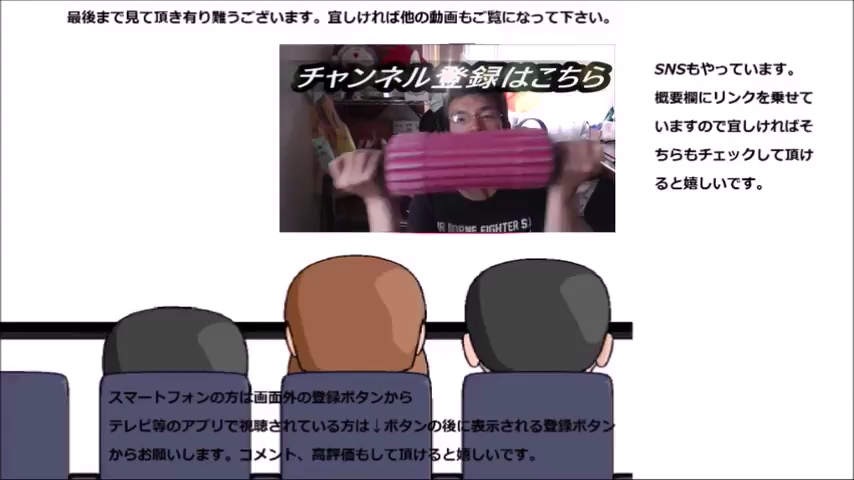 最後まで見て頂き有り難うございます。宜しければ他の動画もご覧になって下さい。
チャンネル登録はこちら
SNSもやっています。
概要欄にリンクを乗せて
いますので宜しければそ
ちらもチェックして頂け
ると嬉しいです。
スマートフォンの方は画面外の登録ボタンから
テレビ等のアプリで視聴されている方は↓ボタンの後に表示される登録ボタン
からお願いします。コメント、高評価もして頂けると嬉しいです。